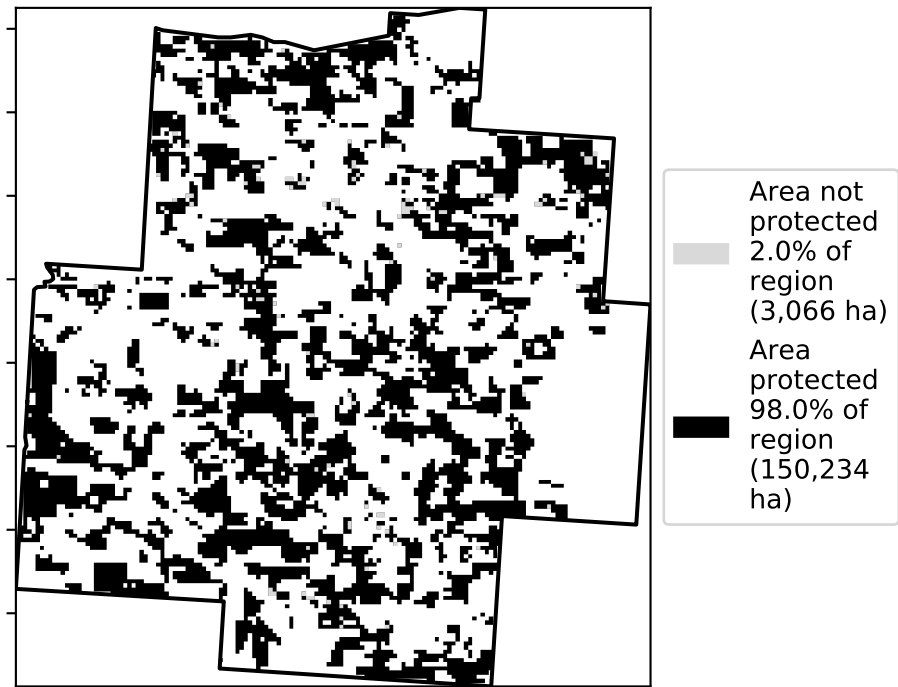 Area not
protected
2.0% of
region
(3,066 ha)
Area
protected
98.0% of
region
(150,234
ha)